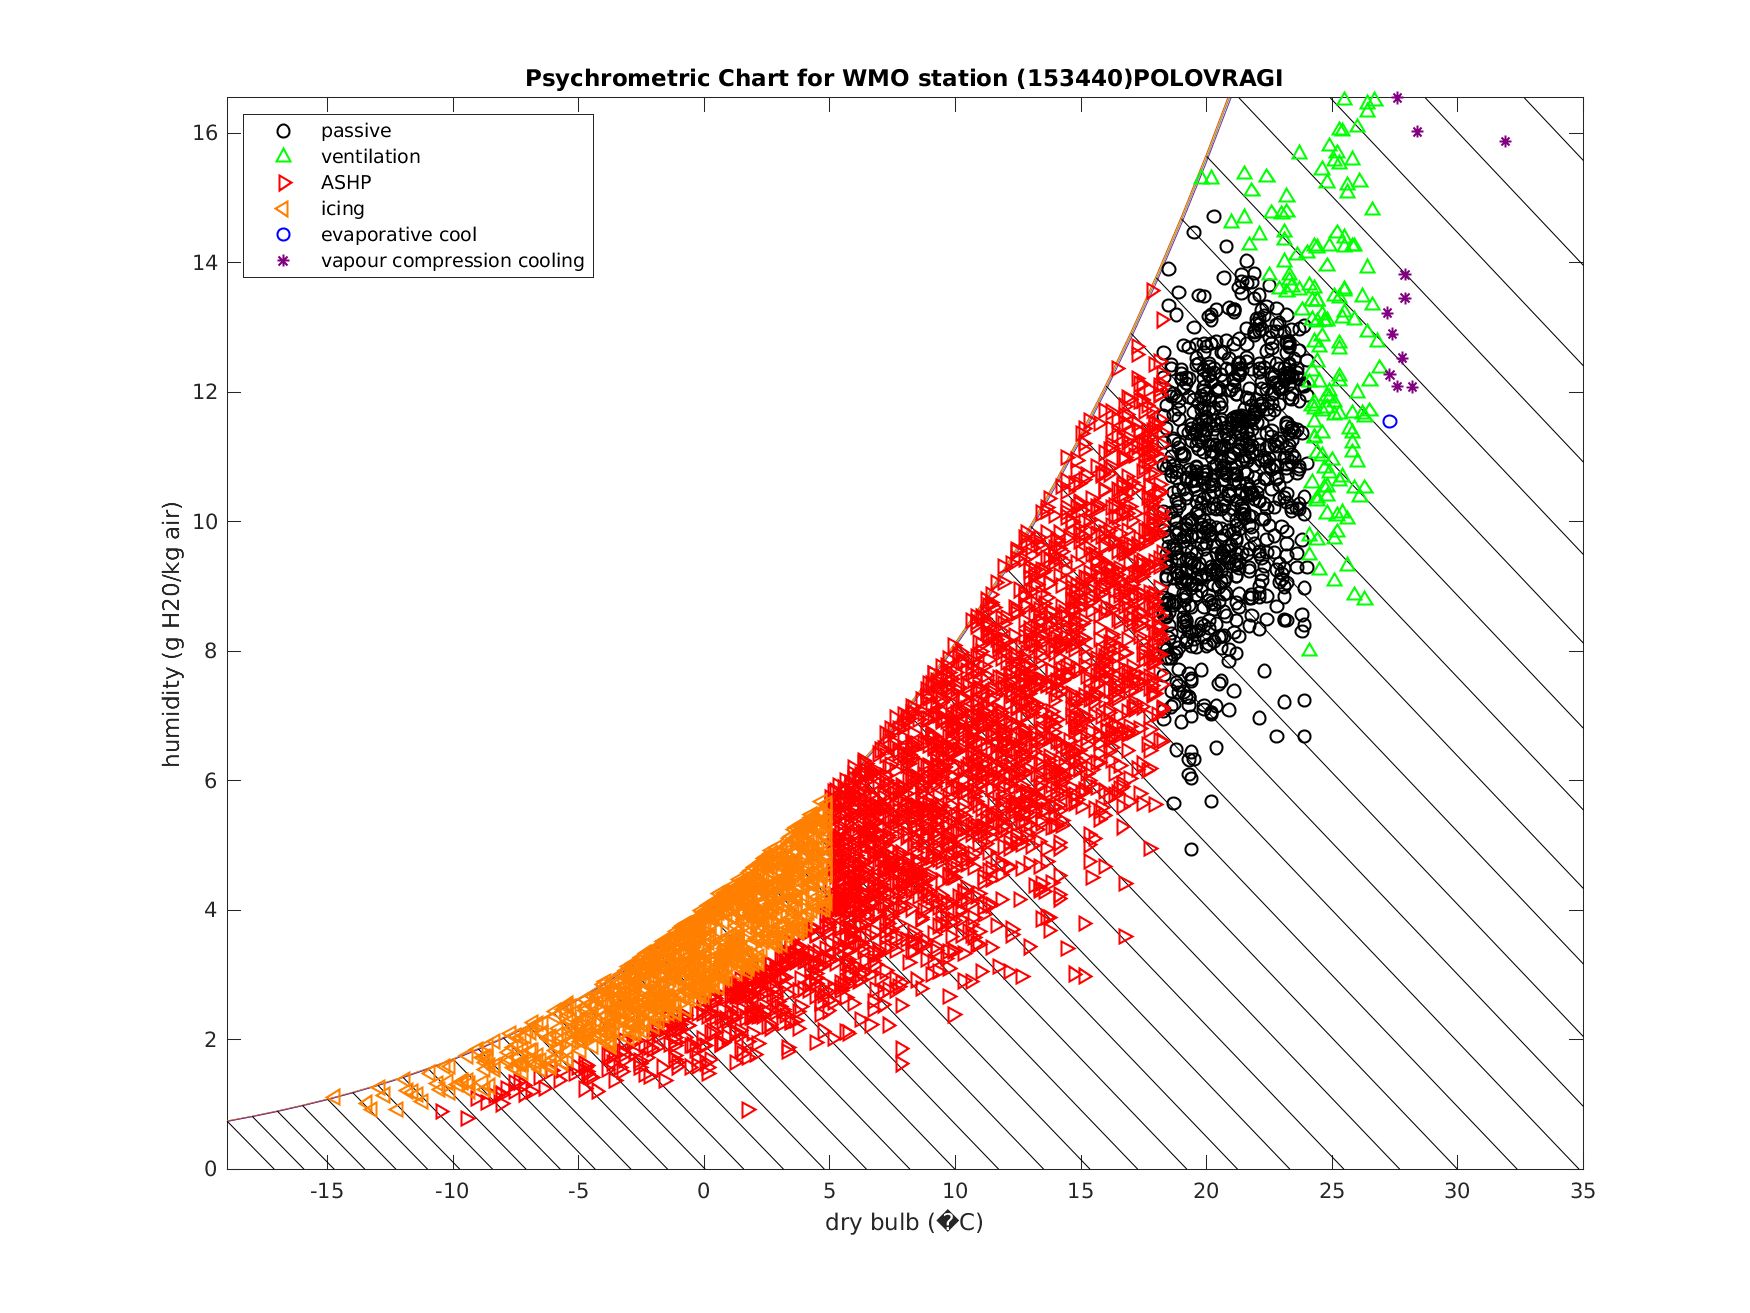 Psychrometric Chart for WMO station (153440)POLOVRAGI
passive
ventilation
ASHP
icing
evaporative cool
vapour compression cooling
humidity (g H20/kg air)
16
14
12
10
8
6
4
2
0
-15 -10 -5 0 5 10 15 20 25 30 35
dry bulb (�C)